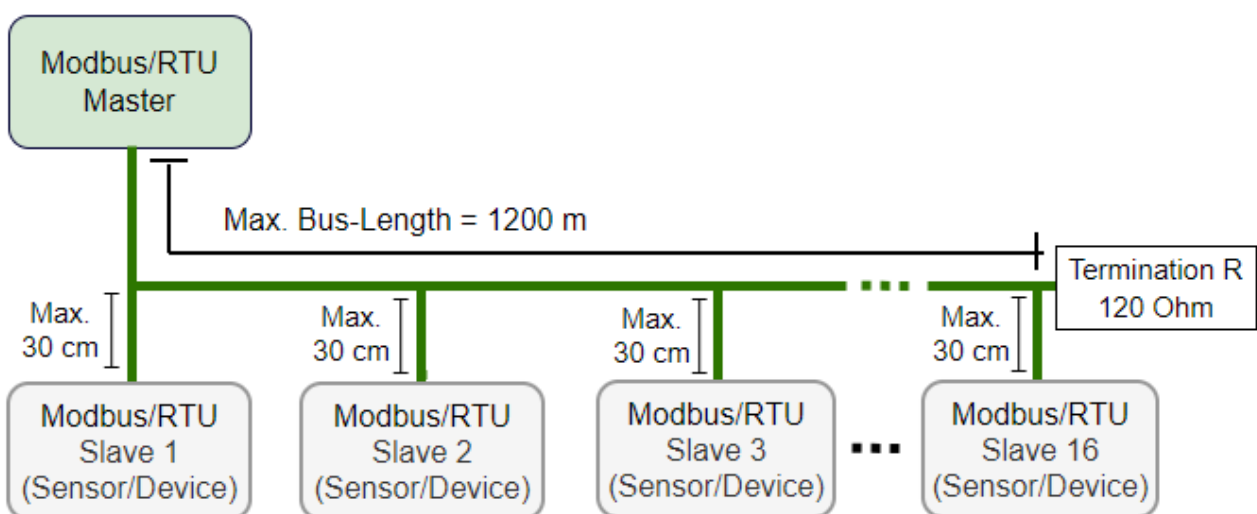 Modbus/RTU
Master
Max. Bus-Length = 1200 m
Termination R
120 Ohm
Max.
30 cm
Max.
30 cm
Max.
30 cm
Max.
30 cm
Modbus/RTU
Slave 1
(Sensor/Device)
Modbus/RTU
Slave 2
(Sensor/Device)
Modbus/RTU
Slave 3
(Sensor/Device)
Modbus/RTU
Slave 16
(Sensor/Device)